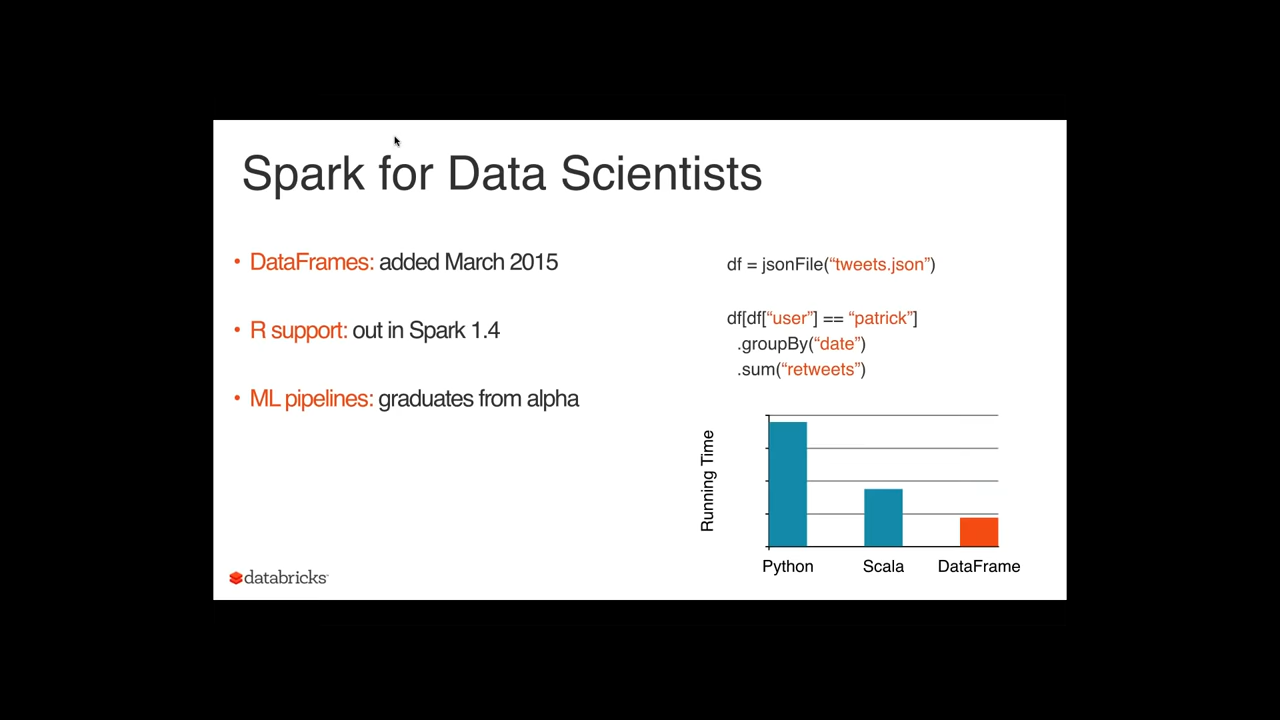 Spark for Data Scientists
• DataFrames: added March 2015
• R support: out in Spark 1.4
• ML pipelines: graduates from alpha
df = jsonFile(“tweets.json”)
df[df[“user”] == “patrick”]
.groupBy(“date”)
.sum(“retweets”)
Running Time
Python
Scala
DataFrame
databricks